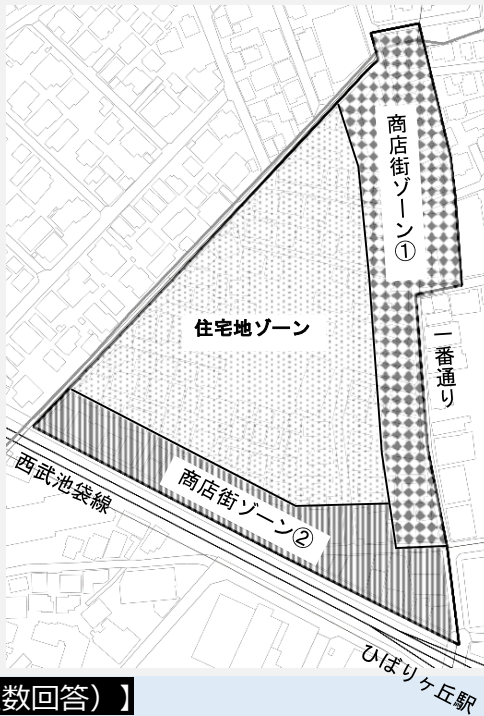 商店街ゾーン①
住宅地ゾーン
一番通り
商店街ゾーン②
西武池袋線
ひばりヶ丘駅
数回答）】